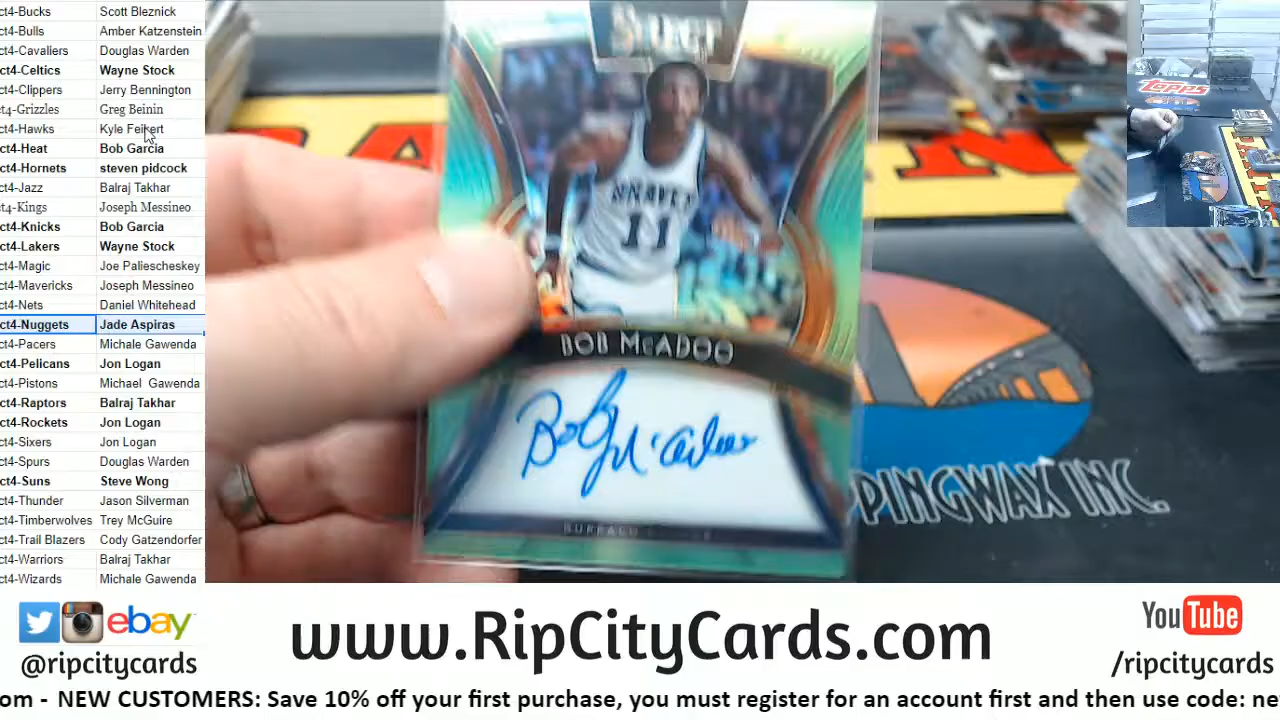 ct4-Bucks Scott Bleznick
ct4-Bulls Amber Katzenstein
ct4-Cavaliers Douglas Warden
ct4-Celtics Wayne Stock
ct4-Clippers Jerry Bennington
ct4-Grizzles Greg Beinin
ct4-Hawks Kyle Feikert
ct4-Heat Bob Garcia
ct4-Hornets steven pidcock
ct4-Jazz Balraj Takhar
ct4-Kings Joseph Messineo
ct4-Knicks Bob Garcia
ct4-Lakers Wayne Stock
ct4-Magic Joe Paliescheskey
ct4-Mavericks Joseph Messineo
ct4-Nets Daniel Whitehead
ct4-Nuggets Jade Aspiras
ct4-Pacers Michale Gawenda
ct4-Pelicans Jon Logan
ct4-Pistons Michael Gawenda
ct4-Raptors Balraj Takhar
ct4-Rockets Jon Logan
ct4-Sixers Jon Logan
ct4-Spurs Douglas Warden
ct4-Suns Steve Wong
ct4-Thunder Jason Silverman
ct4-Timberwolves Trey McGuire
ct4-Trail Blazers Cody Gatzendorfer
ct4-Warriors Balraj Takhar
ct4-Wizards Michale Gawenda
SELECT
BRAVES
11
BOB McADOO
Bob McAdoo
BUFFALO
PINGWAX INC.
topps
ebay
@ripcitycards
www.RipCityCards.com
YouTube
/ripcitycards
om - NEW CUSTOMERS: Save 10% off your first purchase, you must register for an account first and then use code: ne